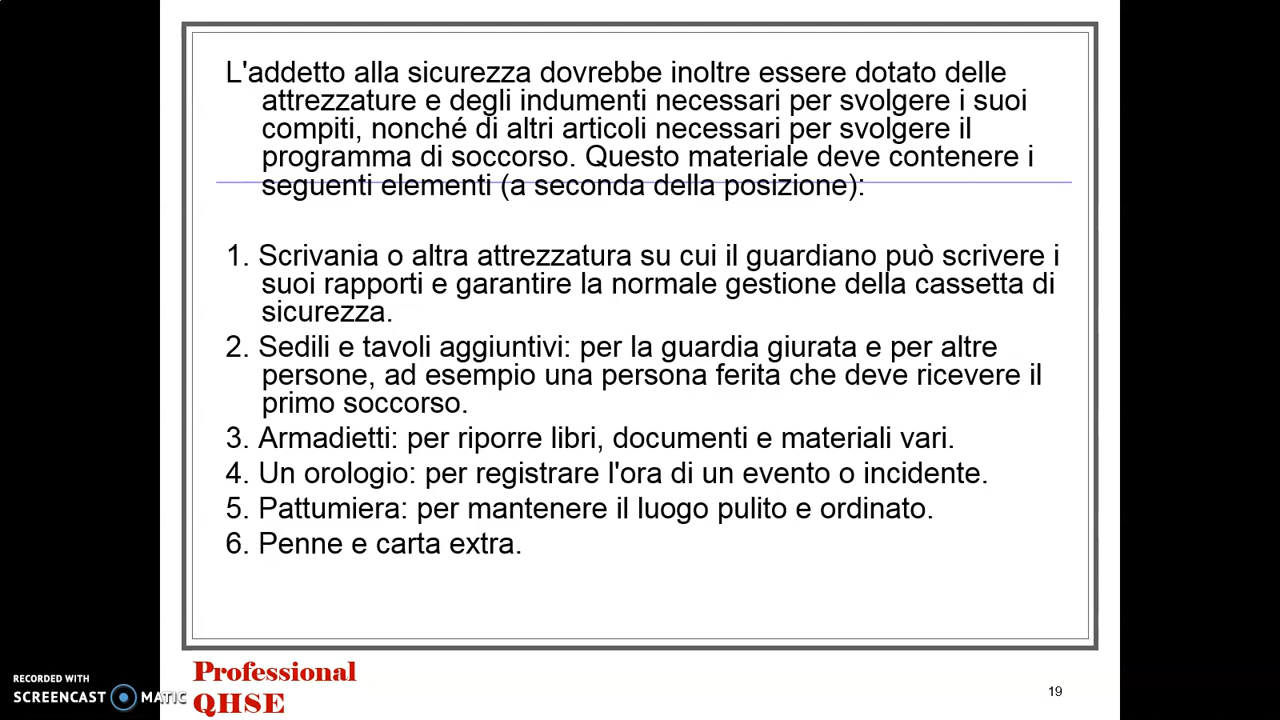 L'addetto alla sicurezza dovrebbe inoltre essere dotato delle
attrezzature e degli indumenti necessari per svolgere i suoi
compiti, nonché di altri articoli necessari per svolgere il
programma di soccorso. Questo materiale deve contenere i
seguenti elementi (a seconda della posizione):
1. Scrivania o altra attrezzatura su cui il guardiano può scrivere i
suoi rapporti e garantire la normale gestione della cassetta di
sicurezza.
2. Sedili e tavoli aggiuntivi: per la guardia giurata e per altre
persone, ad esempio una persona ferita che deve ricevere il
primo soccorso.
3. Armadietti: per riporre libri, documenti e materiali vari.
4. Un orologio: per registrare l'ora di un evento o incidente.
5. Pattumiera: per mantenere il luogo pulito e ordinato.
6. Penne e carta extra.
Professional
QHSE
19
RECORDED WITH
SCREENCAST MATIC